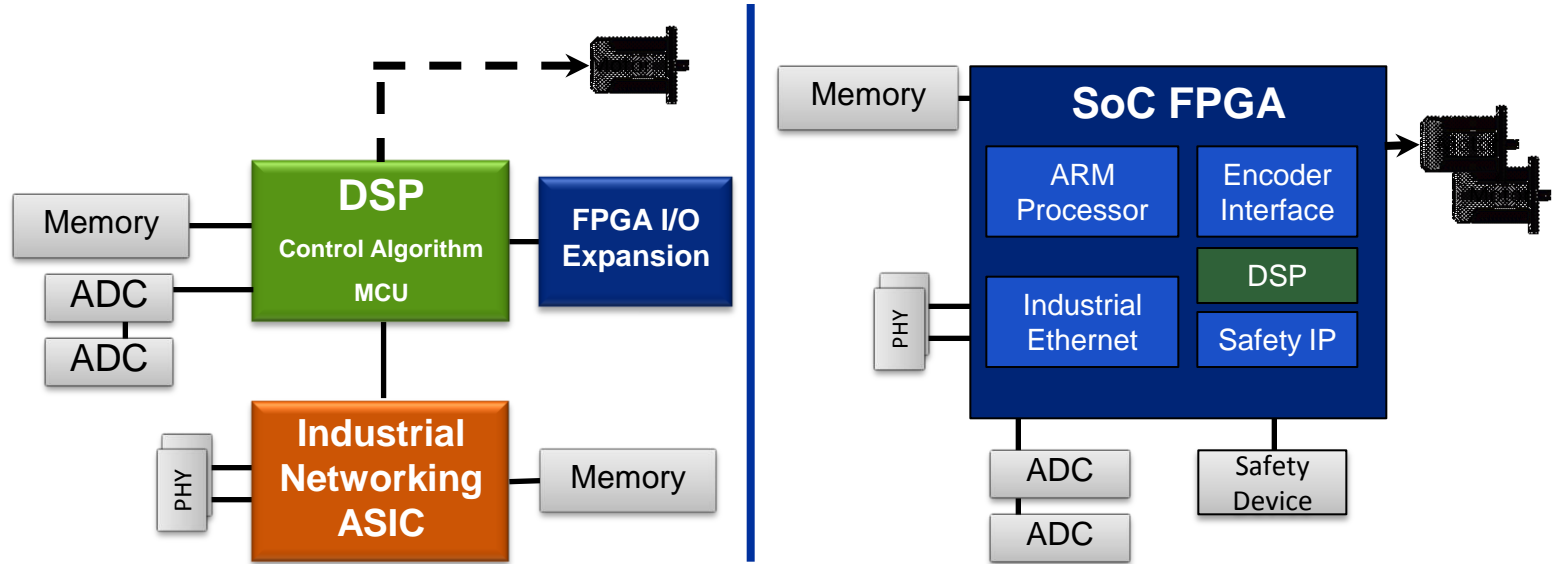 DSP
Control Algorithm
MCU
Memory
ADC
ADC
FPGA I/O
Expansion
Industrial
Networking
ASIC
PHY
Memory
Memory
SoC FPGA
ARM
Processor
Encoder
Interface
DSP
Industrial
Ethernet
Safety IP
PHY
ADC
ADC
Safety
Device